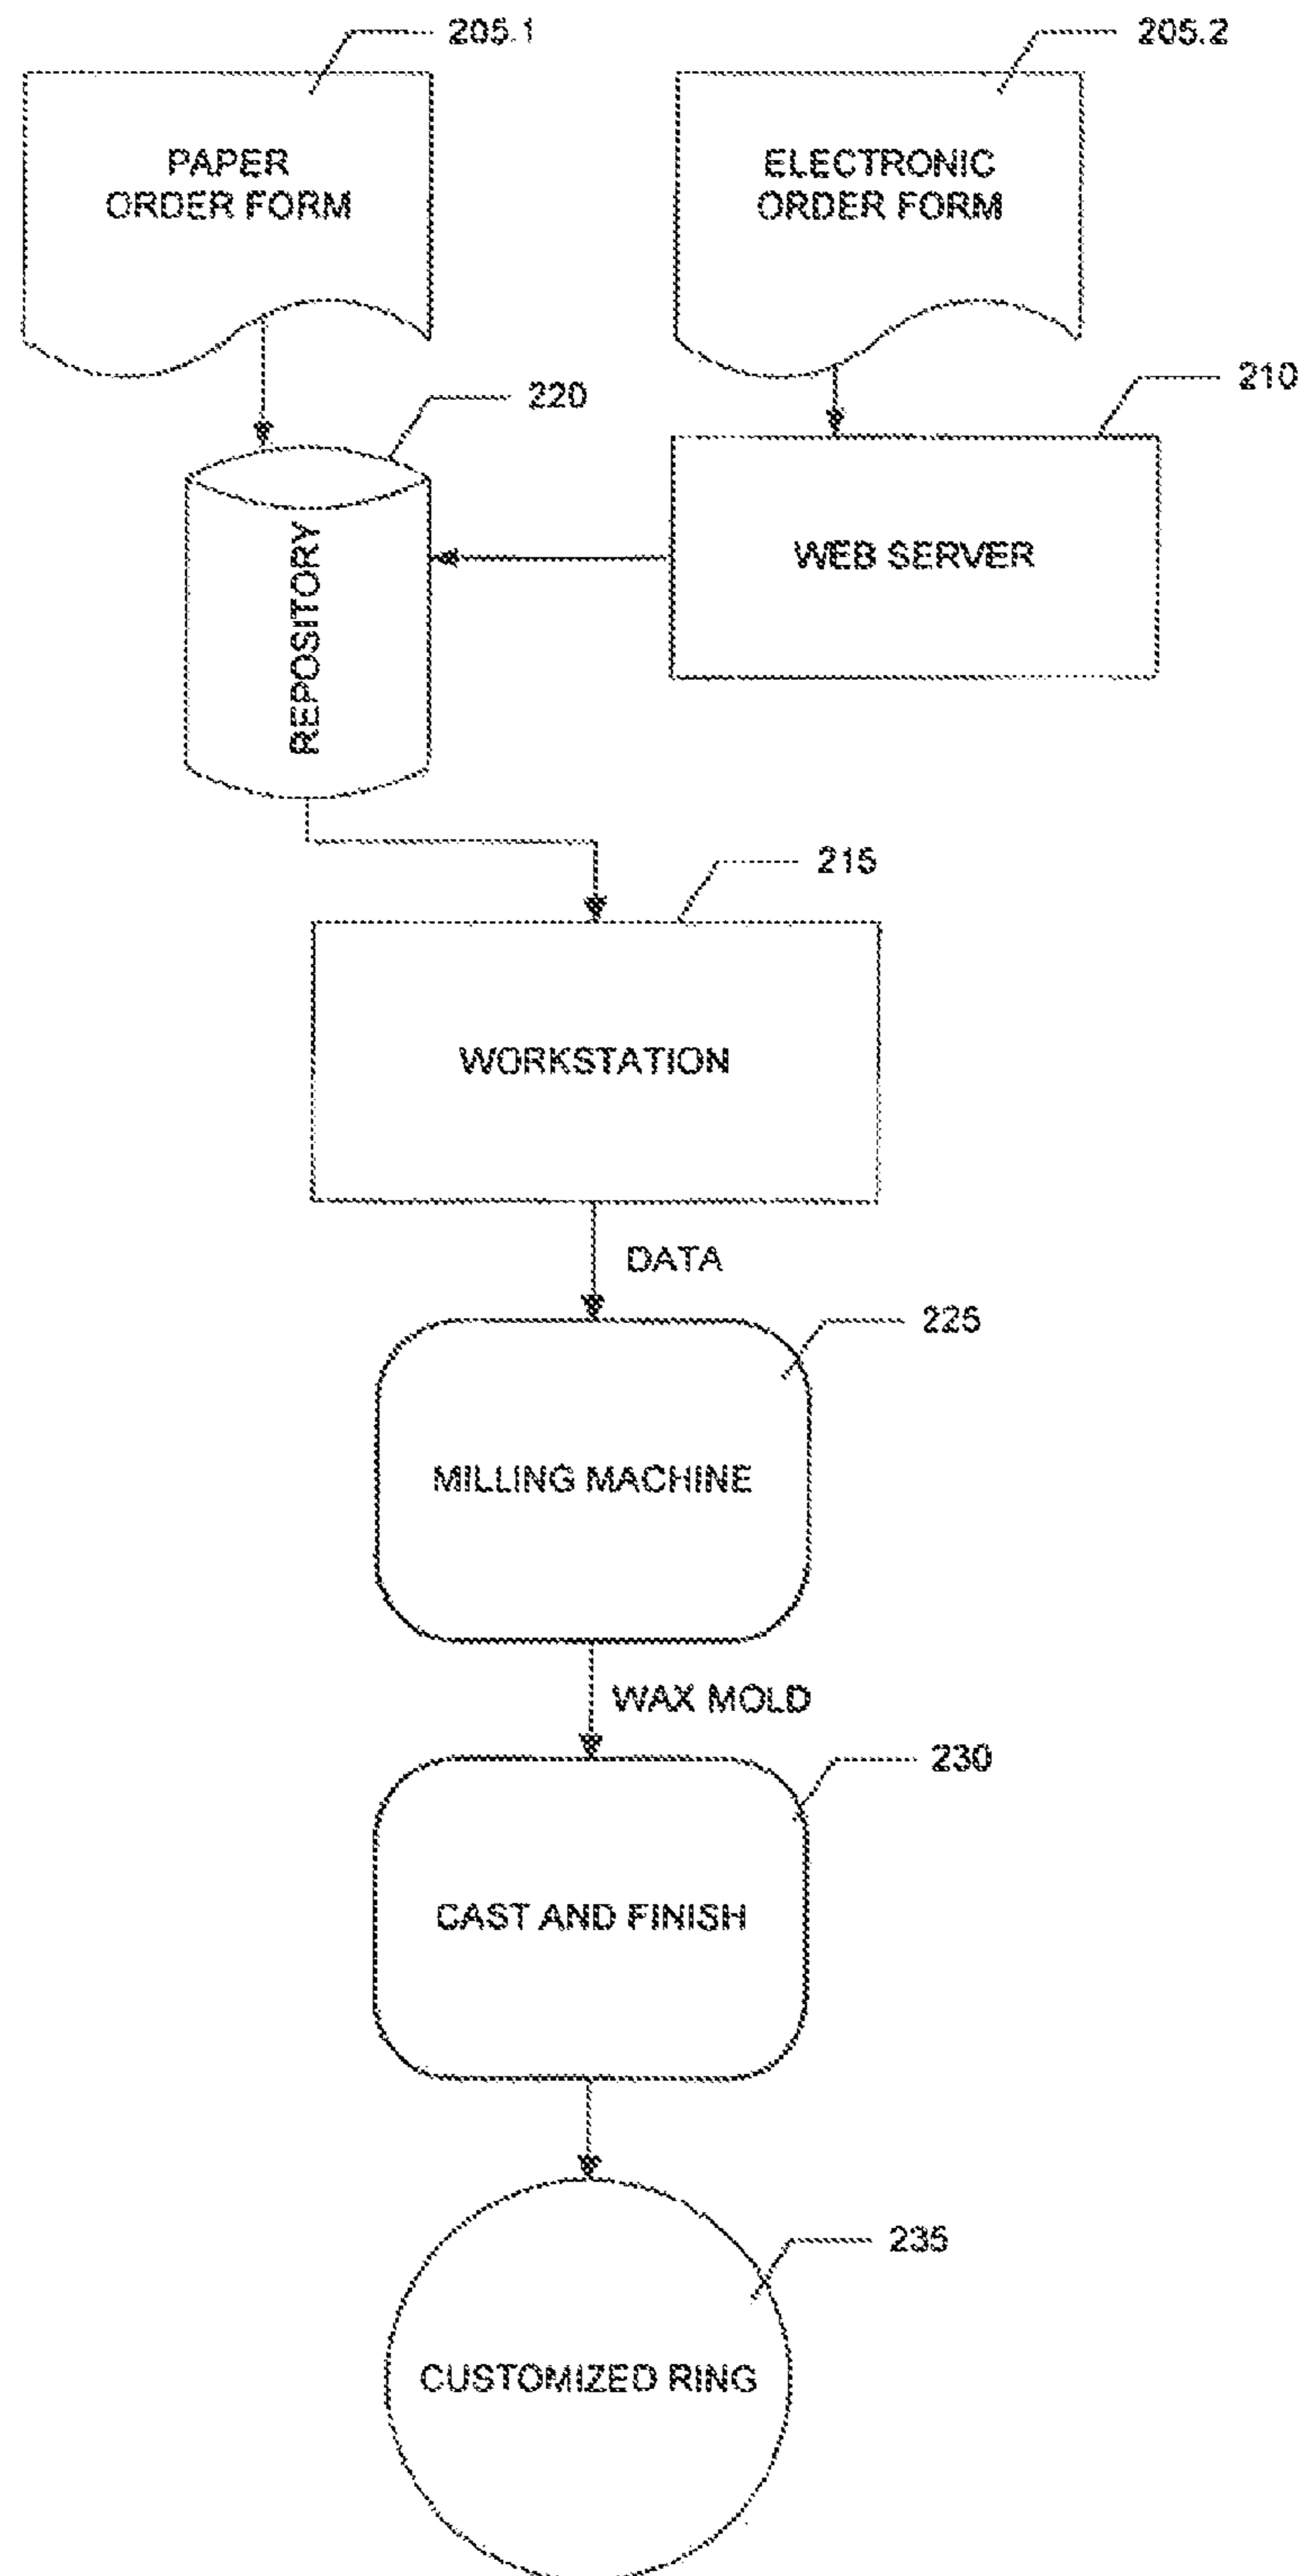 205.1
205.2
PAPER
ORDER FORM
ELECTRONIC
ORDER FORM
210
220
WEB SERVER
REPOSITORY
215
WORKSTATION
DATA
225
MILLING MACHINE
WAX MOLD
230
CAST AND FINISH
235
CUSTOMIZED RING